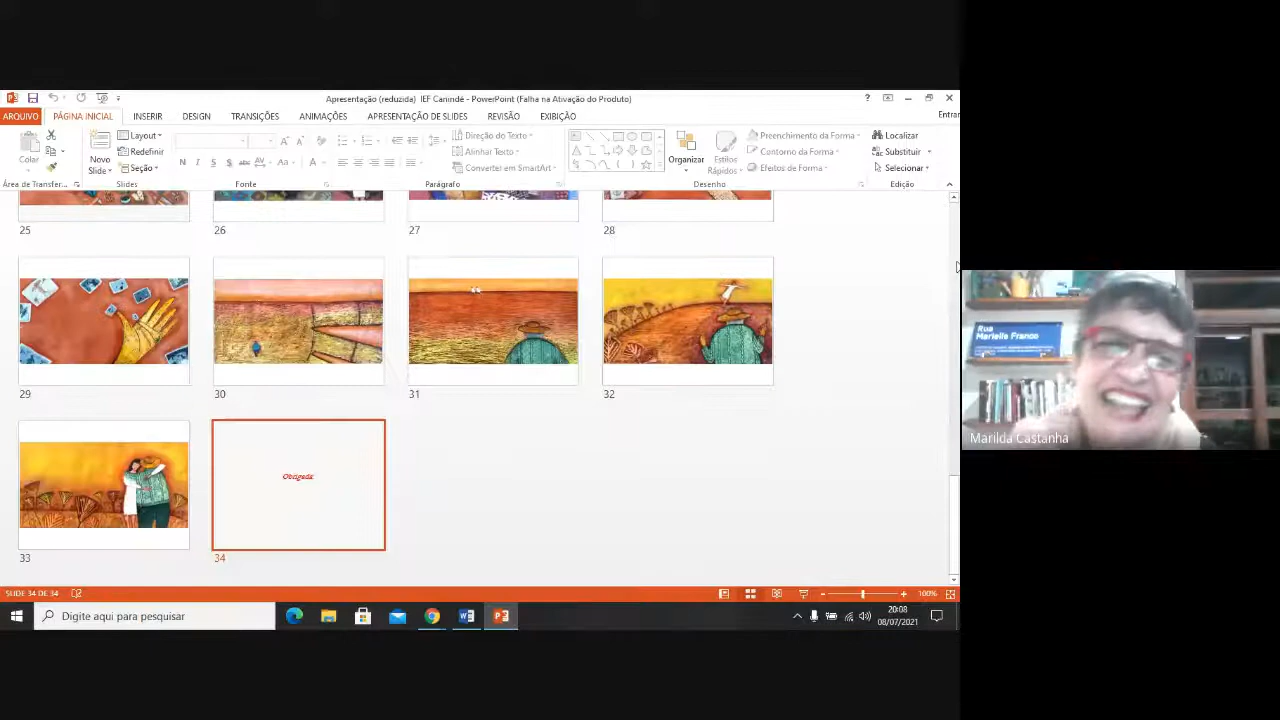 Apresentação (reduzida) IEF Canindé - PowerPoint (Falha na Ativação do Produto)
ARQUIVO PÁGINA INICIAL INSERIR DESIGN TRANSIÇÕES ANIMAÇÕES APRESENTAÇÃO DE SLIDES REVISÃO EXIBIÇÃO Entrar
Colar
Novo Slide
Layout
Redefinir
Seção
Direção do Texto
Alinhar Texto
Converter em SmartArt
Organizar
Estilos Rápidos
Preenchimento da Forma
Contorno da Forma
Efeitos de Forma
Localizar
Substituir
Selecionar
Área de Transfer...
Slides
Fonte
Parágrafo
Desenho
Edição
25 26 27 28
29 30 31 32
Obrigada!
33 34
SLIDE 34 DE 34
100%
Digite aqui para pesquisar
20:08
08/07/2021
Rua
Marielle Franco
Marilda Castanha